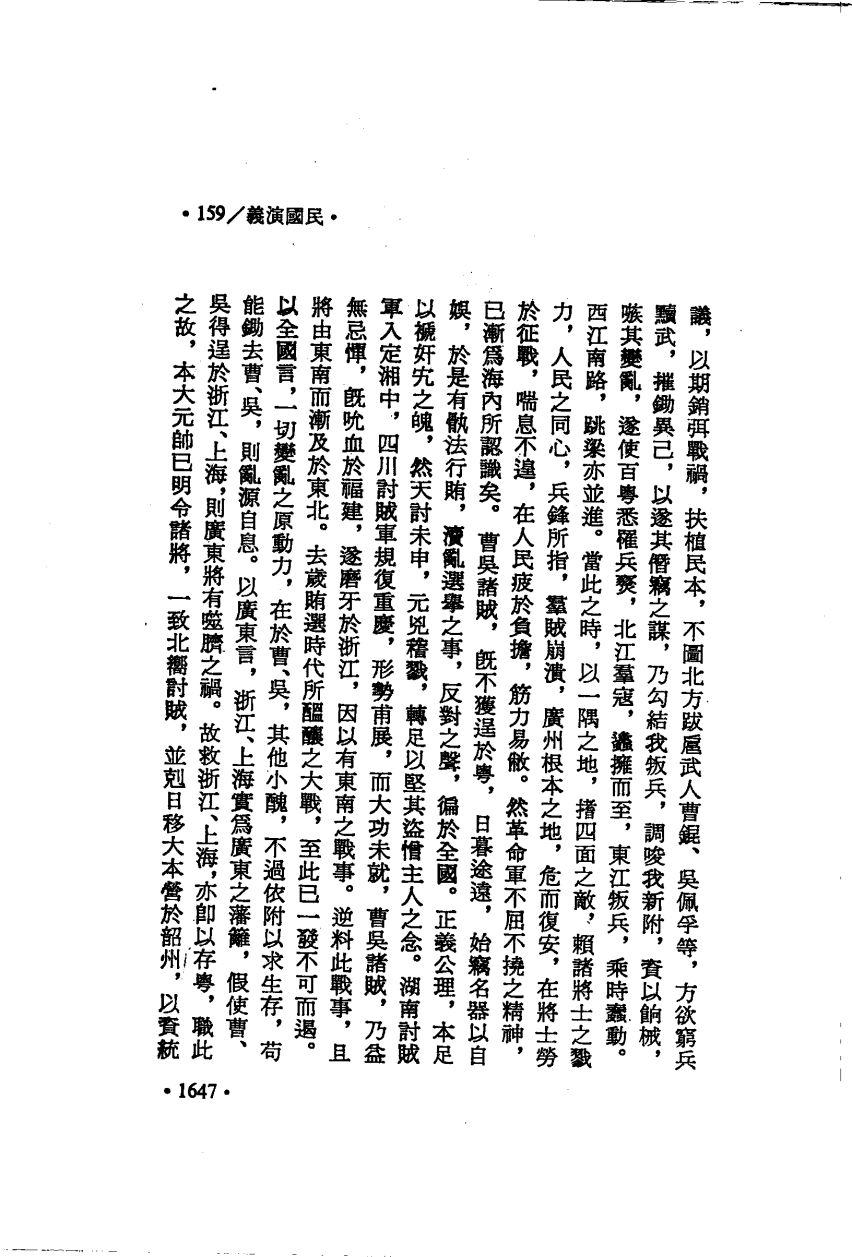 •159／義演國民•
議，以期銷弭戰禍，扶植民本，不圖北方跋扈武人曹錕、吳佩孚等，方欲窮兵
黷武，摧鋤異己，以遂其僭竊之謀，乃勾結我叛兵，調唆我新附，賚以餉械，
嗾其變亂，遂使百粵悉罹兵燹，北江羣寇，蠭擁而至，東江叛兵，乘時蠢動。
西江南路，跳梁亦並進。當此之時，以一隅之地，搘四面之敵，賴諸將士之戮
力，人民之同心，兵鋒所指，羣賊崩潰，廣州根本之地，危而復安，在將士勞
於征戰，喘息不遑，在人民疲於負擔，筋力易敝。然革命軍不屈不撓之精神，
已漸爲海內所認識矣。曹吳諸賊，旣不獲逞於粵，日暮途遠，始竊名器以自
娛，於是有骫法行賄，瀆亂選舉之事，反對之聲，徧於全國。正義公理，本足
以褫奸宄之魄，然天討未申，元兇稽戮，轉足以堅其盜憎主人之念。湖南討賊
軍入定湘中，四川討賊軍規復重慶，形勢甫展，而大功未就，曹吳諸賊，乃益
無忌憚，旣吮血於福建，遂磨牙於浙江，因以有東南之戰事。逆料此戰事，且
將由東南而漸及於東北。去歲賄選時代所醞釀之大戰，至此已一發不可而遏。
以全國言，一切變亂之原動力，在於曹、吳，其他小醜，不過依附以求生存，苟
能鋤去曹、吳，則亂源自息。以廣東言，浙江、上海實爲廣東之藩籬，假使曹、
吳得逞於浙江、上海，則廣東將有噬臍之禍。故救浙江、上海，亦卽以存粵，職此
之故，本大元帥已明令諸將，一致北嚮討賊，並剋日移大本營於韶州，以資統
•1647•